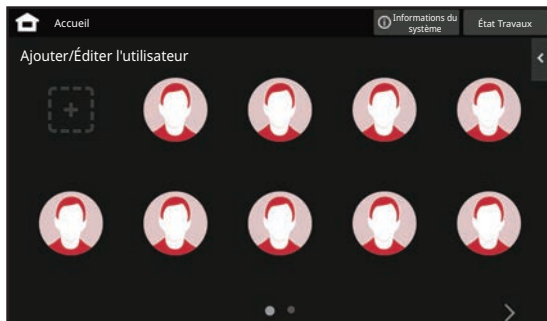 Accueil
Informations du
système
État Travaux
Ajouter/Éditer l'utilisateur